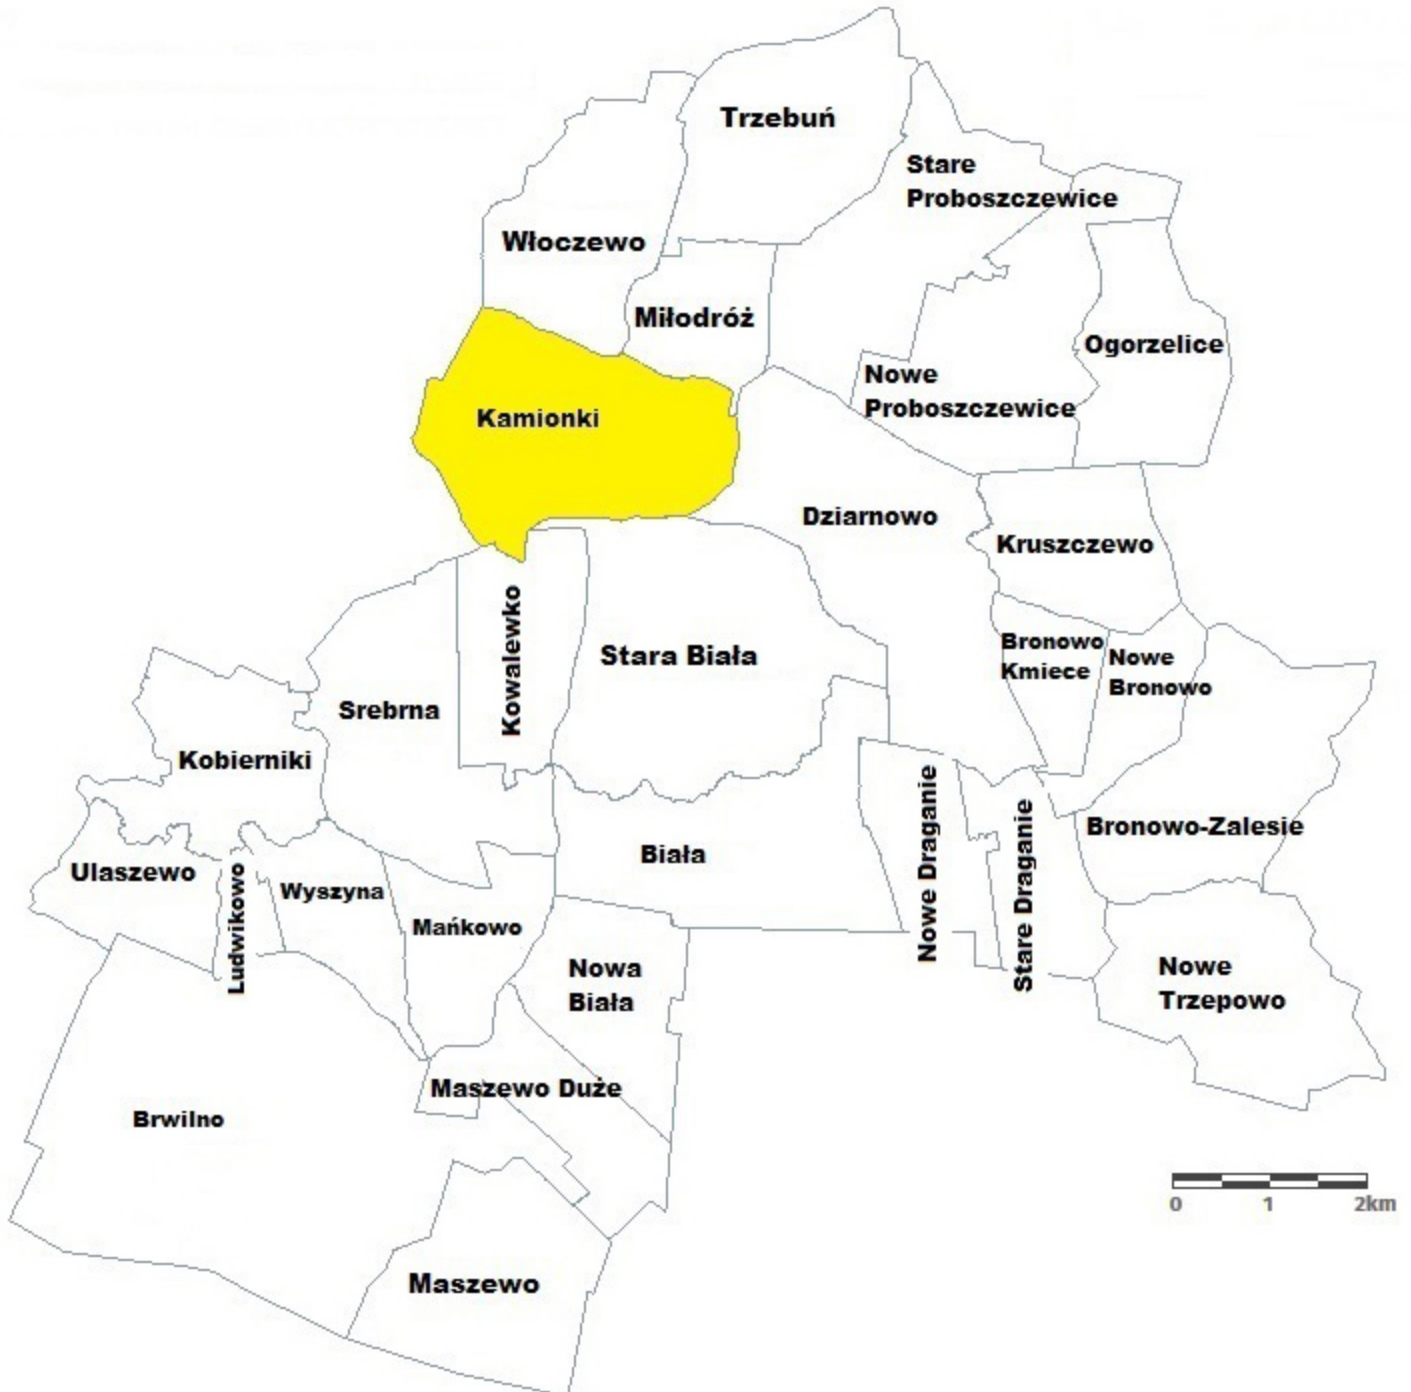 Trzebuń
Stare
Proboszczewice
Włoczewo
Miłodróż
Ogorzelice
Nowe
Proboszczewice
Kamionki
Dziarnowo
Kruszczewo
Kowalewko
Stara Biała
Bronowo
Kmiece
Nowe
Bronowo
Srebrna
Kobierniki
Nowe Draganie
Stare Draganie
Bronowo-Zalesie
Biała
Ulaszewo
Ludwikowo
Wyszyna
Mańkowo
Nowa
Biała
Nowe
Trzepowo
Maszewo Duże
Brwilno
0 1 2km
Maszewo